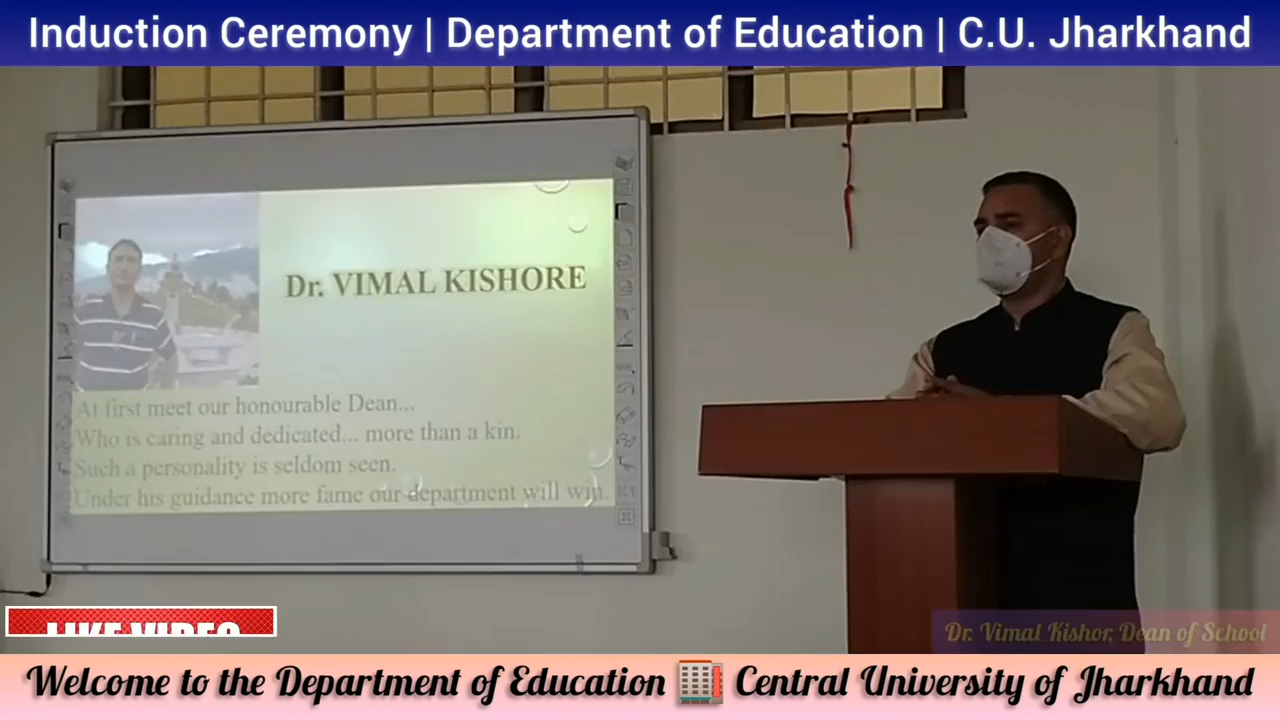 Induction Ceremony | Department of Education | C.U. Jharkhand
Dr. VIMAL KISHORE
At first meet our honourable Dean...
Who is caring and dedicated... more than a kin.
Such a personality is seldom seen.
Under his guidance more fame our department will win.
LIKE VIDEO
Dr. Vimal Kishor, Dean of School
Welcome to the Department of Education Central University of Jharkhand